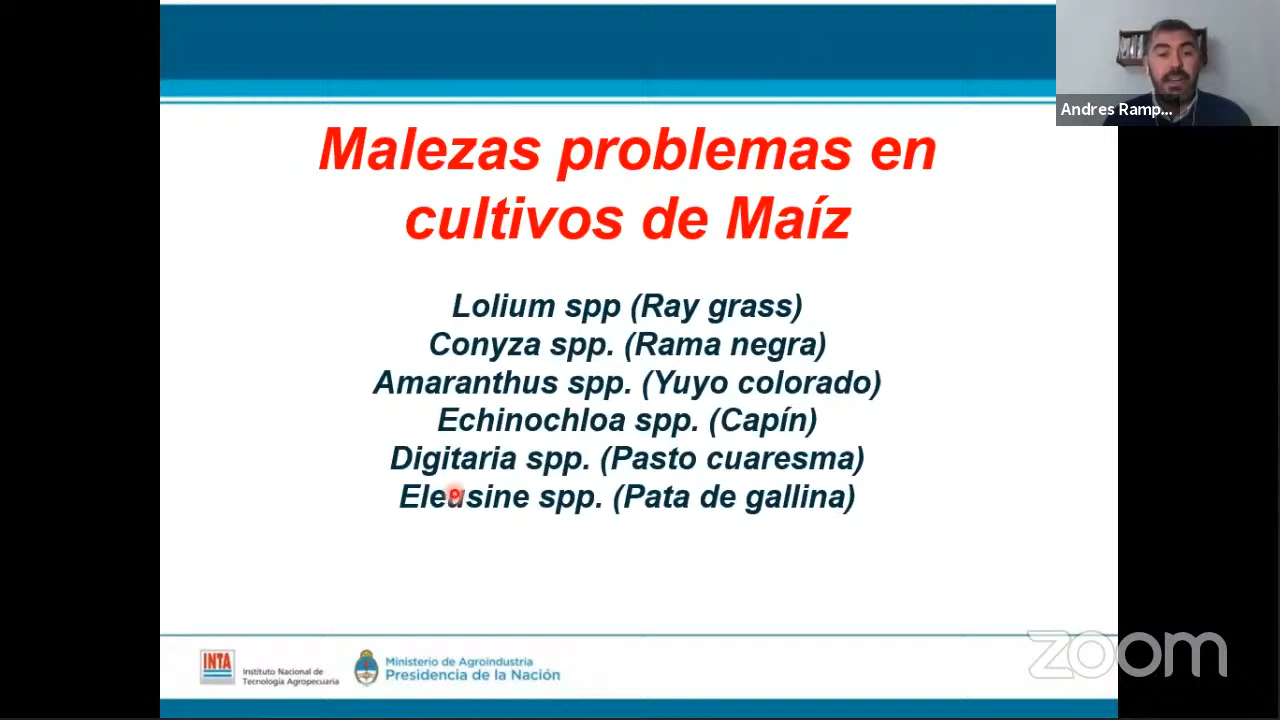 Andres Ramp...
Malezas problemas en
cultivos de Maíz
Lolium spp (Ray grass)
Conyza spp. (Rama negra)
Amaranthus spp. (Yuyo colorado)
Echinochloa spp. (Capín)
Digitaria spp. (Pasto cuaresma)
Eleusine spp. (Pata de gallina)
INTA
Instituto Nacional de
Tecnología Agropecuaria
Ministerio de Agroindustria
Presidencia de la Nación
zoom